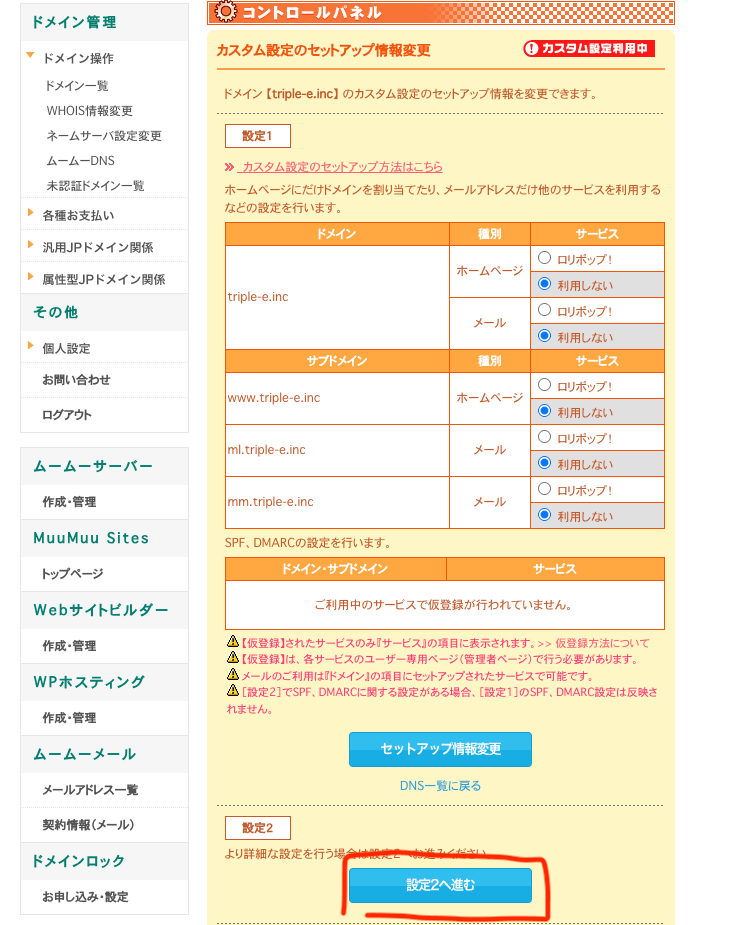 ドメイン管理
ドメイン操作
ドメイン一覧
WHOIS情報変更
ネームサーバ設定変更
ムームーDNS
未認証ドメイン一覧
各種お支払い
汎用JPドメイン関係
属性型JPドメイン関係
その他
個人設定
お問い合わせ
ログアウト
ムームーサーバー
作成・管理
MuuMuu Sites
トップページ
Webサイトビルダー
作成・管理
WPホスティング
作成・管理
ムームーメール
メールアドレス一覧
契約情報(メール)
ドメインロック
お申し込み・設定
コントロールパネル
カスタム設定のセットアップ情報変更
! カスタム設定利用中
ドメイン【triple-e.inc】のカスタム設定のセットアップ情報を変更できます。
設定1
カスタム設定のセットアップ方法はこちら
ホームページにだけドメインを割り当てたり、メールアドレスだけ他のサービスを利用する
などの設定を行います。
ドメイン 種別 サービス
triple-e.inc
ホームページ
ロリポップ!
利用しない
メール
ロリポップ!
利用しない
サブドメイン 種別 サービス
www.triple-e.inc
ホームページ
ロリポップ!
利用しない
ml.triple-e.inc
メール
ロリポップ!
利用しない
mm.triple-e.inc
メール
ロリポップ!
利用しない
SPF、DMARCの設定を行います。
ドメイン・サブドメイン サービス
ご利用中のサービスで仮登録が行われていません。
【仮登録】されたサービスのみ『サービス』の項目に表示されます。>> 仮登録方法について
【仮登録】は、各サービスのユーザー専用ページ(管理者ページ)で行う必要があります。
メールのご利用は『ドメイン』の項目にセットアップされたサービスで可能です。
[設定2]でSPF、DMARCに関する設定がある場合、[設定1]のSPF、DMARC設定は反映さ
れません。
セットアップ情報変更
DNS一覧に戻る
設定2
より詳細な設定を行う場合は設定2へお進みください。
設定2へ進む